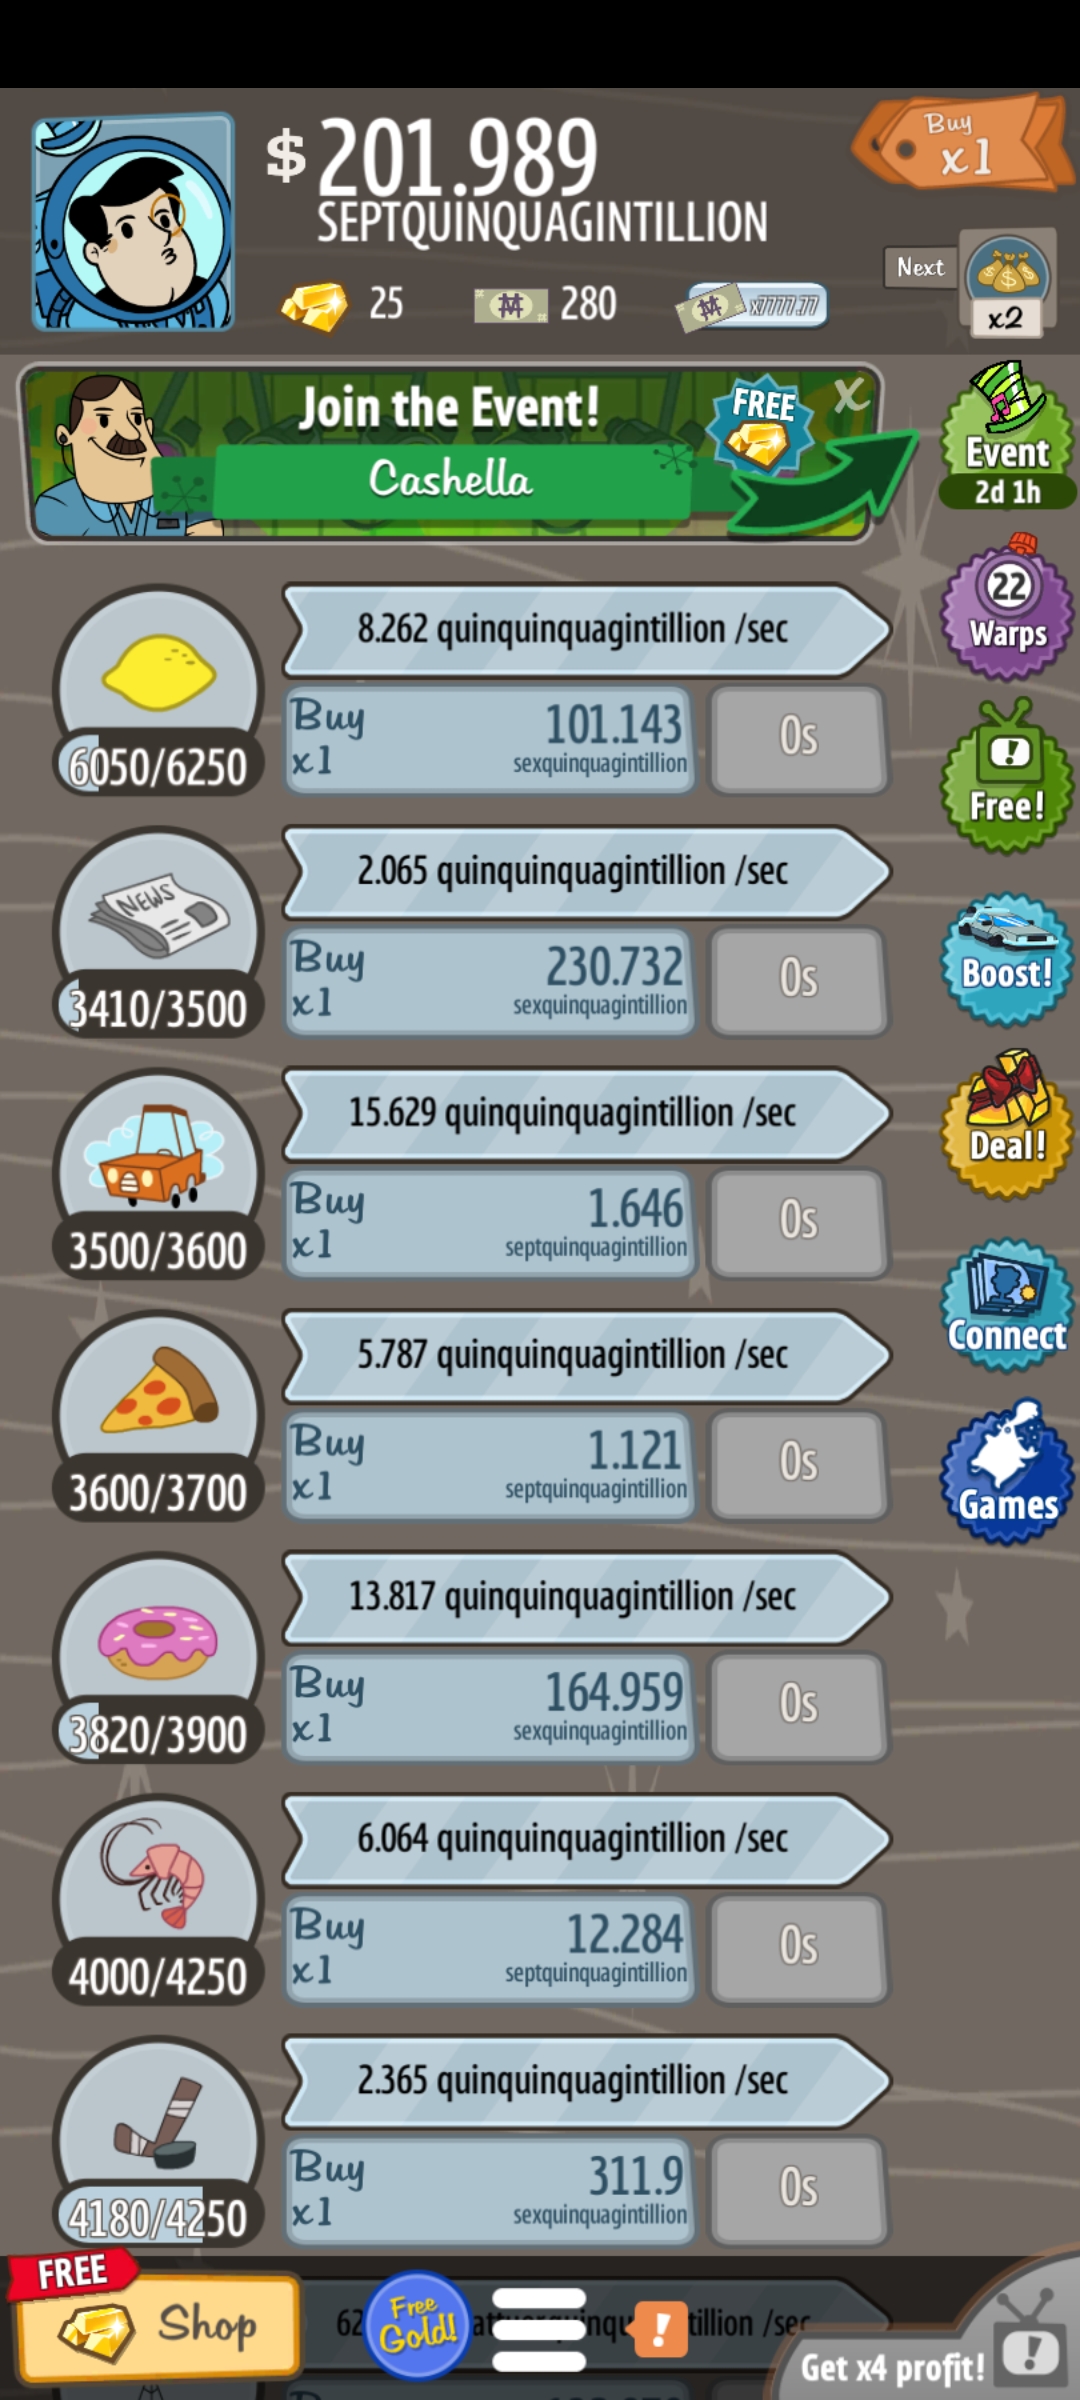 $ 201.989
SEPTQUINQUAGINTILLION
Buy
x1
25
280
x7777.77
Next
x2
Join the Event!
Cashella
FREE
X
Event
2d 1h
22
Warps
Free!
Boost!
Deal!
Connect
Games
8.262 quinquinquagintillion /sec
6050/6250
Buy
x1
101.143
sexquinquagintillion
0s
NEWS
2.065 quinquinquagintillion /sec
3410/3500
Buy
x1
230.732
sexquinquagintillion
0s
15.629 quinquinquagintillion /sec
3500/3600
Buy
x1
1.646
septquinquagintillion
0s
5.787 quinquinquagintillion /sec
3600/3700
Buy
x1
1.121
septquinquagintillion
0s
13.817 quinquinquagintillion /sec
3820/3900
Buy
x1
164.959
sexquinquagintillion
0s
6.064 quinquinquagintillion /sec
4000/4250
Buy
x1
12.284
septquinquagintillion
0s
2.365 quinquinquagintillion /sec
4180/4250
Buy
x1
311.9
sexquinquagintillion
0s
FREE
Shop
Free
Gold!
!
/sec
Get x4 profit!